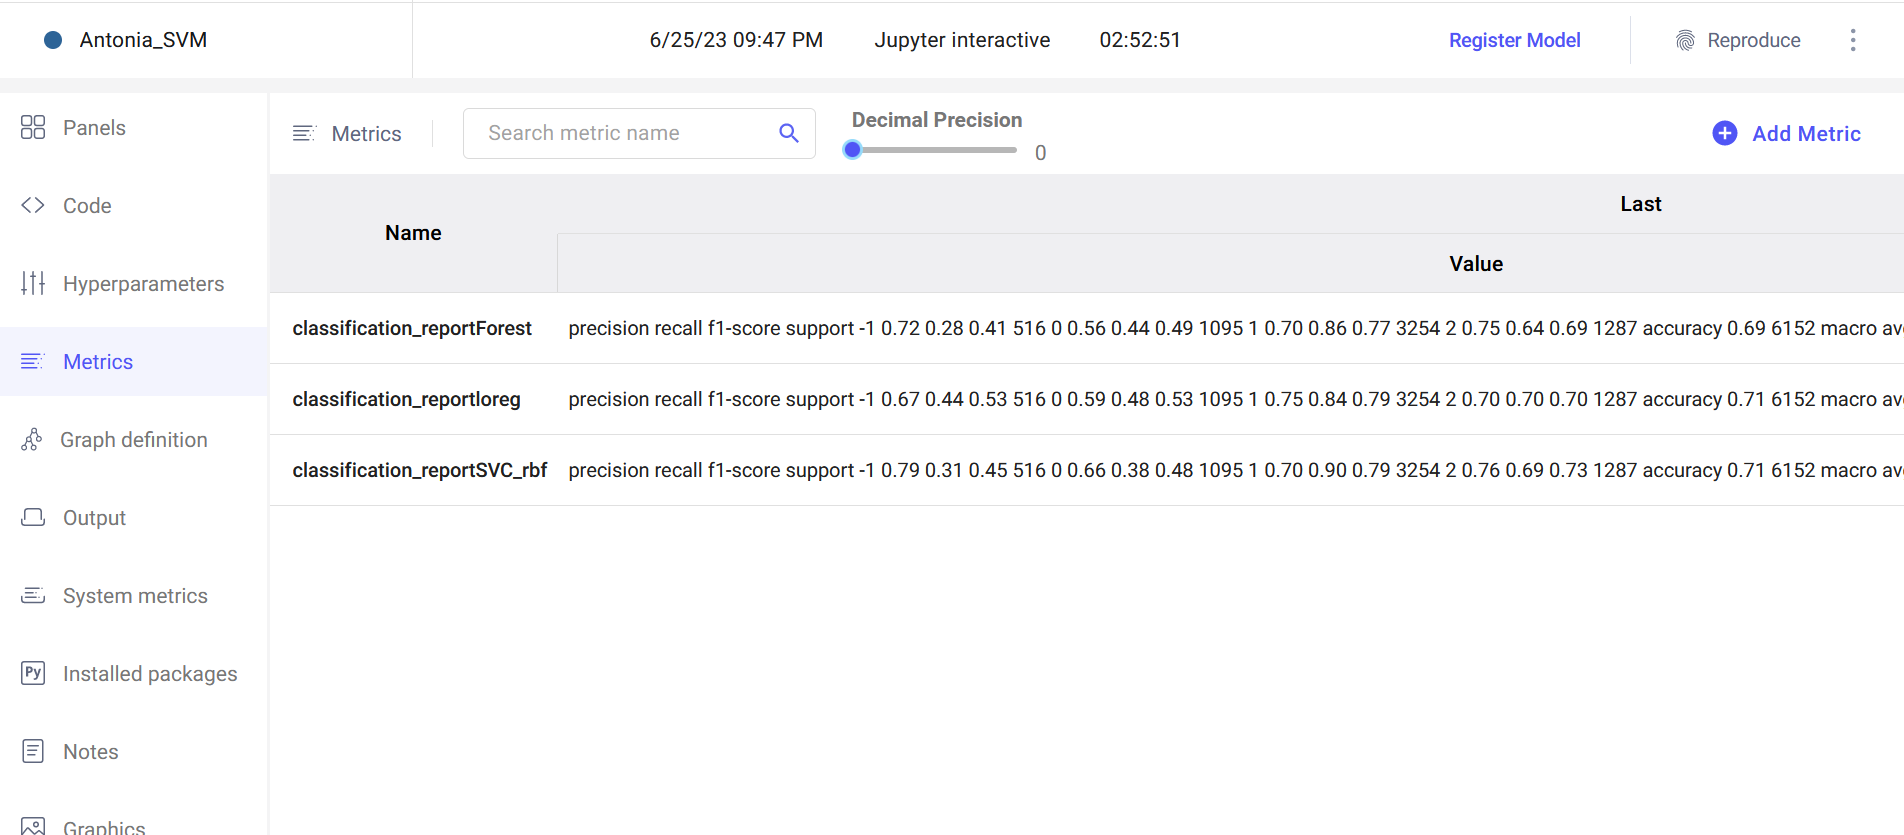 Antonia_SVM 6/25/23 09:47 PM Jupyter interactive 02:52:51 Register Model Reproduce
Panels
Code
Hyperparameters
Metrics
Graph definition
Output
System metrics
Py Installed packages
Notes
Graphics
Metrics Search metric name Decimal Precision 0 Add Metric
Name Last
Value
classification_reportForest precision recall f1-score support -1 0.72 0.28 0.41 516 0 0.56 0.44 0.49 1095 1 0.70 0.86 0.77 3254 2 0.75 0.64 0.69 1287 accuracy 0.69 6152 macro av
classification_reportloreg precision recall f1-score support -1 0.67 0.44 0.53 516 0 0.59 0.48 0.53 1095 1 0.75 0.84 0.79 3254 2 0.70 0.70 0.70 1287 accuracy 0.71 6152 macro av
classification_reportSVC_rbf precision recall f1-score support -1 0.79 0.31 0.45 516 0 0.66 0.38 0.48 1095 1 0.70 0.90 0.79 3254 2 0.76 0.69 0.73 1287 accuracy 0.71 6152 macro av